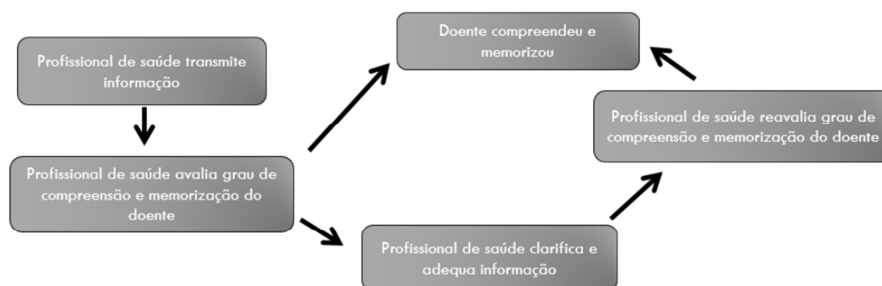 Profissional de saúde transmite
informação
Profissional de saúde avalia grau de
compreensão e memorização do
doente
Doente compreendeu e
memorizou
Profissional de saúde clarifica e
adequa informação
Profissional de saúde reavalia grau de
compreensão e memorização do doente